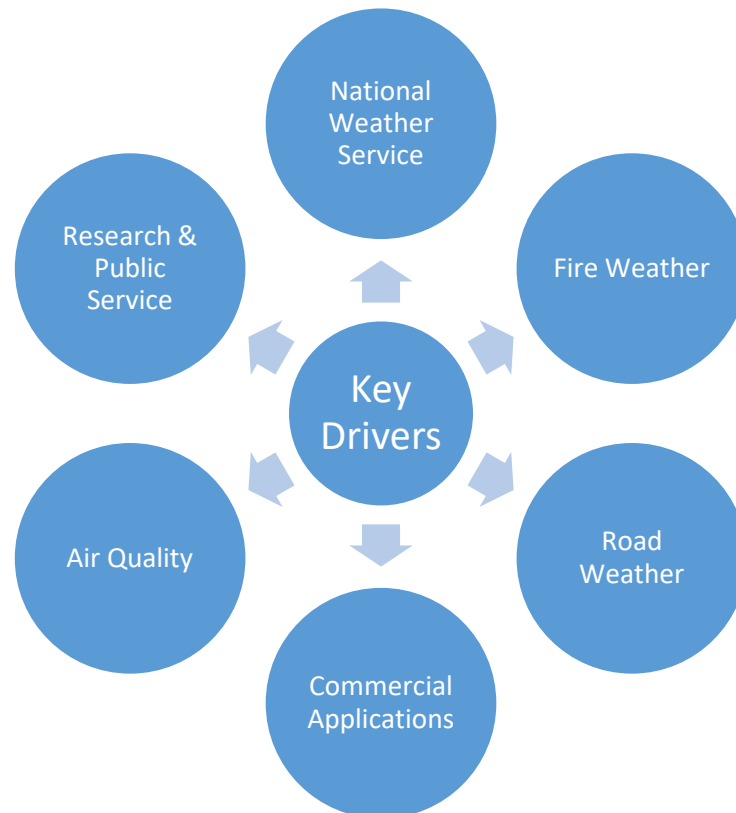 National
Weather
Service
Research &
Public
Service
Fire Weather
Key
Drivers
Air Quality
Road
Weather
Commercial
Applications